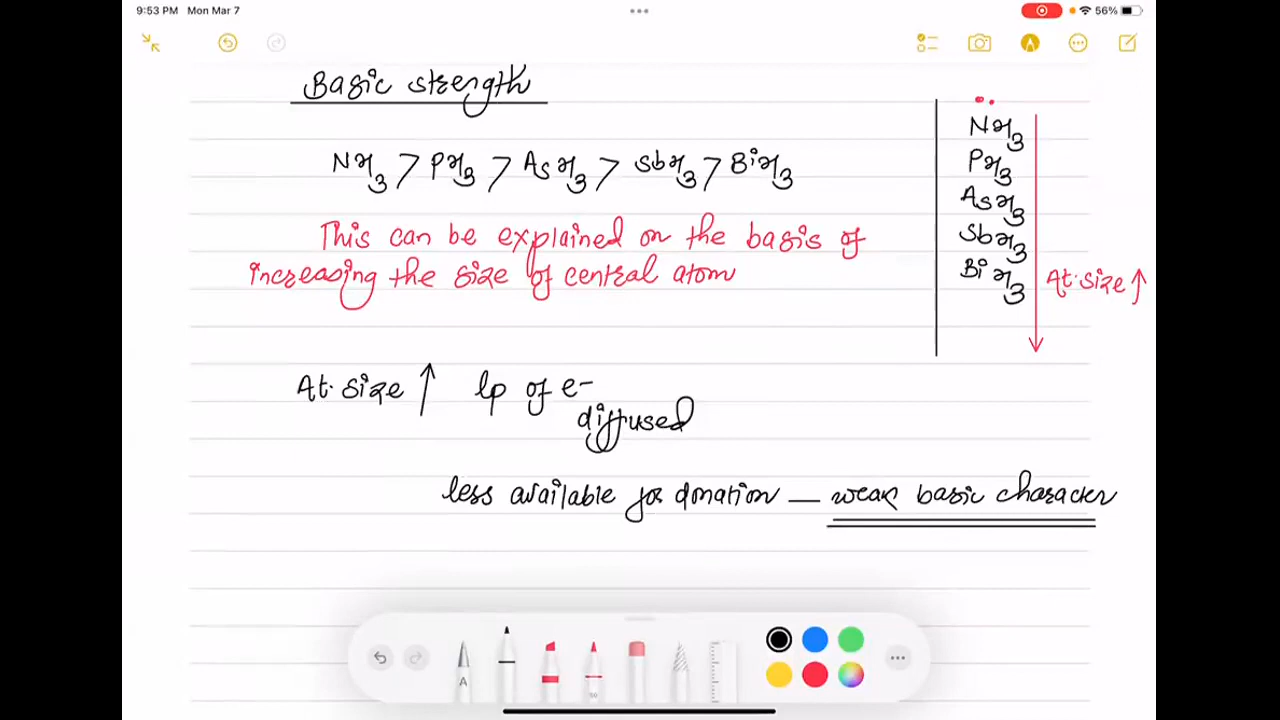 9:53 PM Mon Mar 7
56%
Basic strength
NH3 > PH3 > AsH3 > SbH3 > BiH3
This can be explained on the basis of
increasing the size of central atom
NH3
PH3
AsH3
SbH3
BiH3
At. size ↑
At. size ↑ lp of e-
diffused
less available for donation — weak basic character
A
50